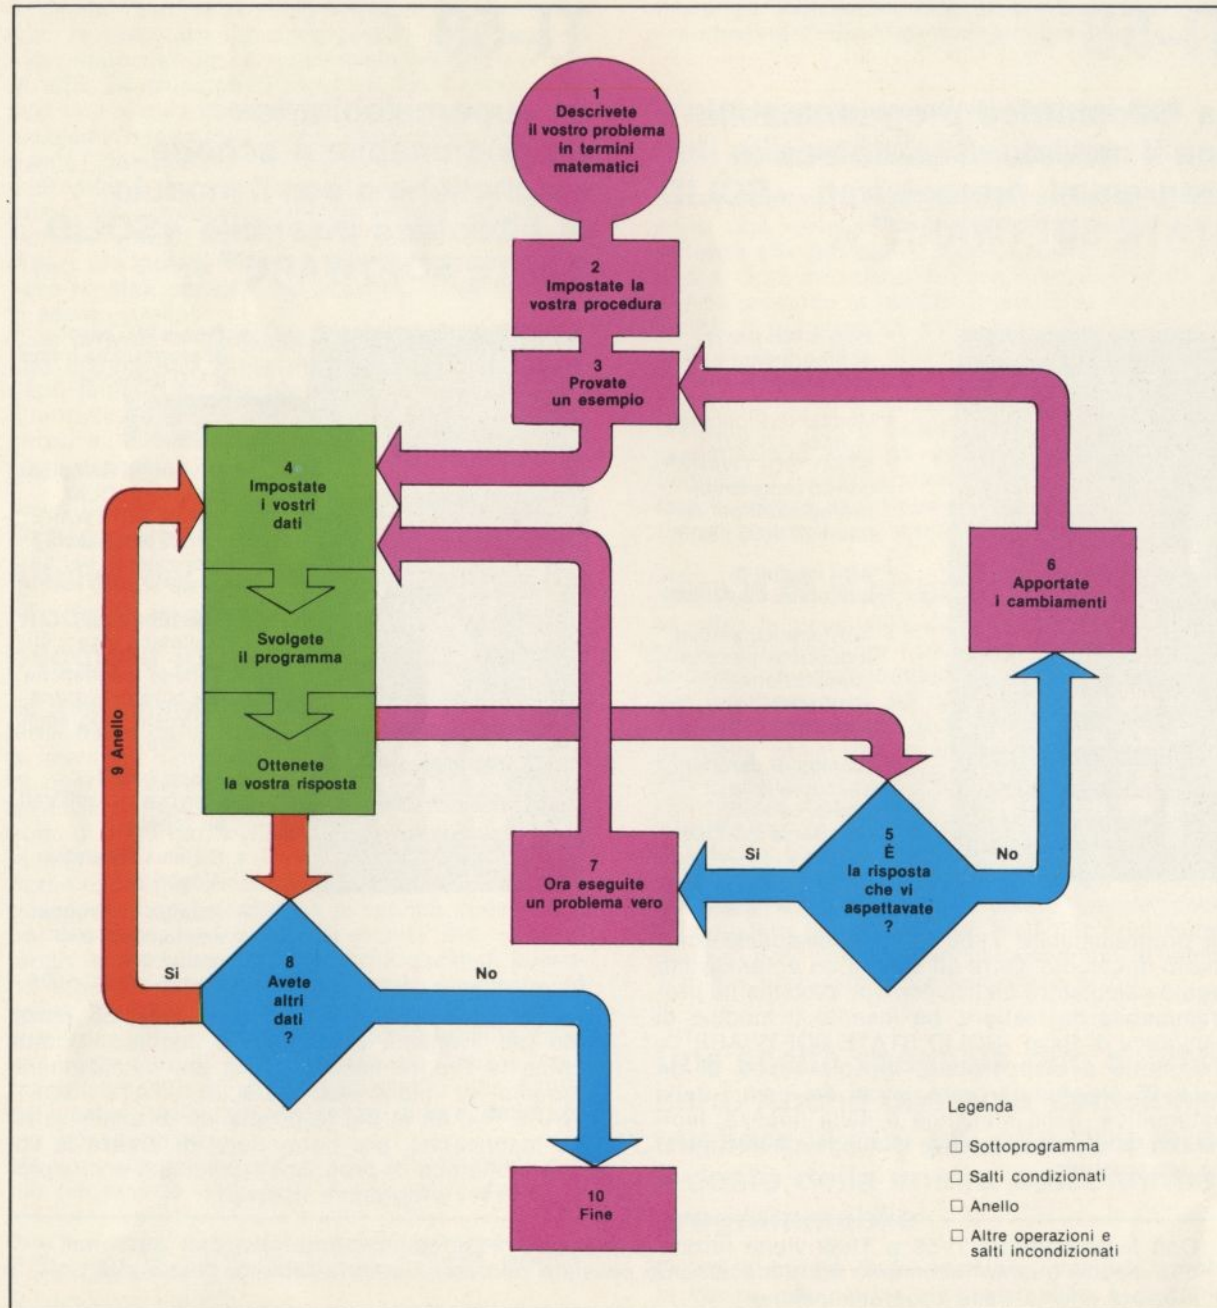 1
Descrivete
il vostro problema
in termini
matematici
2
Impostate la
vostra procedura
3
Provate
un esempio
4
Impostate
i vostri
dati
Svolgete
il programma
Ottenete
la vostra risposta
9 Anello
5
È
la risposta
che vi
aspettavate
?
Si
No
6
Apportate
i cambiamenti
7
Ora eseguite
un problema vero
8
Avete
altri
dati
?
Si
No
10
Fine
Legenda
□ Sottoprogramma
□ Salti condizionati
□ Anello
□ Altre operazioni e
salti incondizionati